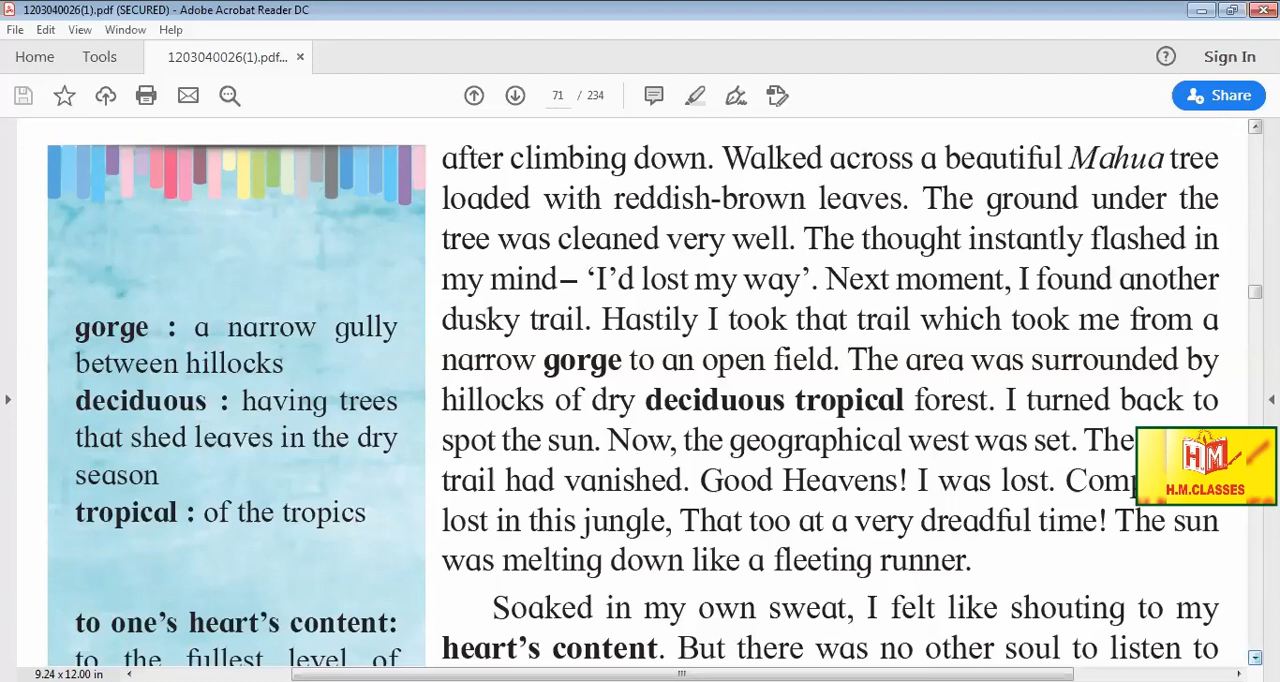 1203040026(1).pdf (SECURED) - Adobe Acrobat Reader DC
File Edit View Window Help
Home Tools 1203040026(1).pdf... × Sign In
71 / 234 Share
after climbing down. Walked across a beautiful Mahua tree
loaded with reddish-brown leaves. The ground under the
tree was cleaned very well. The thought instantly flashed in
my mind– ‘I’d lost my way’. Next moment, I found another
dusky trail. Hastily I took that trail which took me from a
narrow gorge to an open field. The area was surrounded by
hillocks of dry deciduous tropical forest. I turned back to
spot the sun. Now, the geographical west was set. The
trail had vanished. Good Heavens! I was lost.
lost in this jungle, That too at a very dreadful time! The sun
was melting down like a fleeting runner.
Soaked in my own sweat, I felt like shouting to my
heart’s content. But there was no other soul to listen to
gorge : a narrow gully
between hillocks
deciduous : having trees
that shed leaves in the dry
season
tropical : of the tropics
to one’s heart’s content:
to the fullest level of
H.M.
H.M.CLASSES
9.24 x 12.00 in